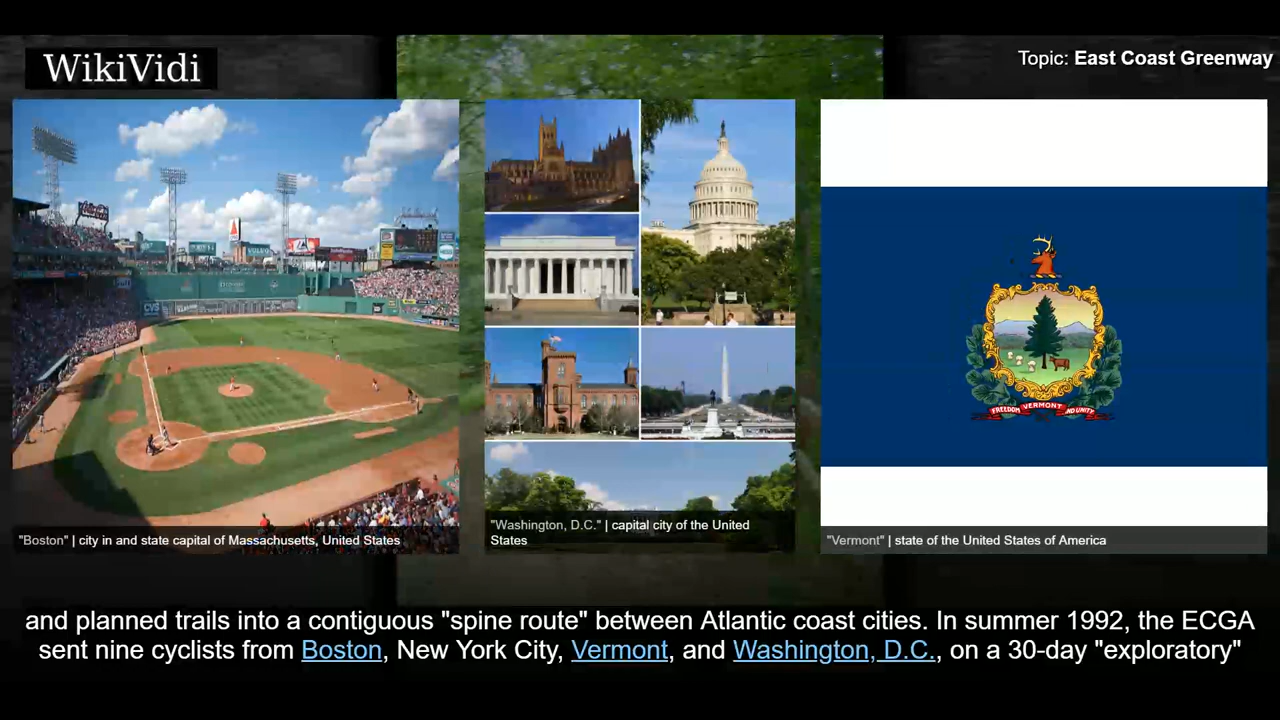 WikiVidi
Topic: East Coast Greenway
CVS
VOLVO
"Boston" | city in and state capital of Massachusetts, United States
"Washington, D.C." | capital city of the United
States
FREEDOM VERMONT AND UNITY
"Vermont" | state of the United States of America
and planned trails into a contiguous "spine route" between Atlantic coast cities. In summer 1992, the ECGA
sent nine cyclists from Boston, New York City, Vermont, and Washington, D.C., on a 30-day "exploratory"